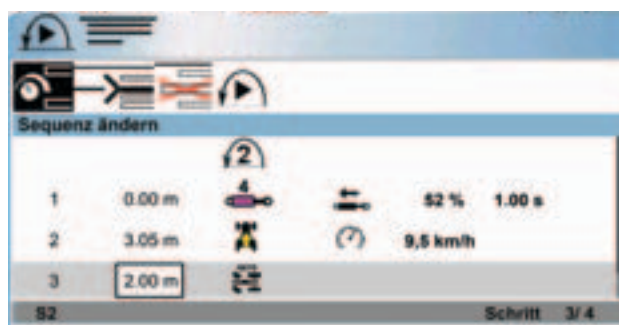 Sequenz ändern
2
4
1 0.00 m 52 % 1.00 s
2 3.05 m 9,5 km/h
3 2.00 m
S2 Schritt 3/4